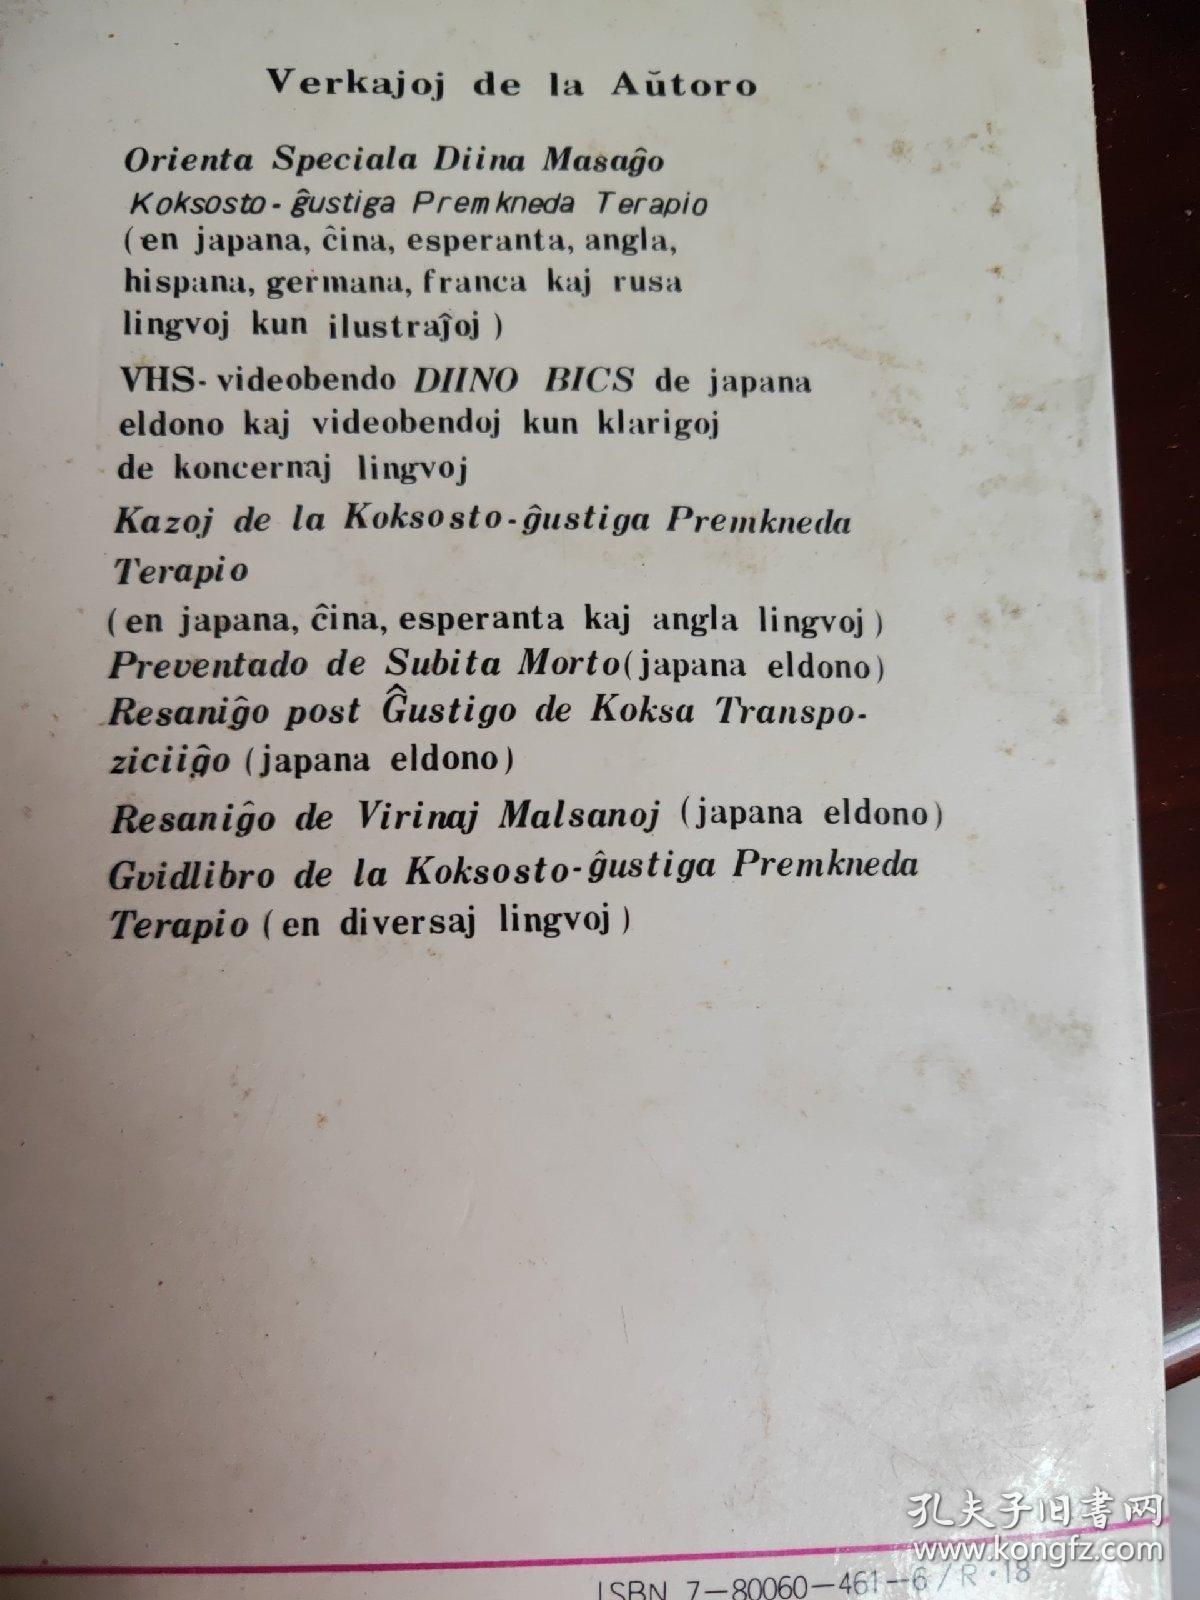 Verkajoj de la Aŭtoro
Orienta Speciala Diina Masaĝo
Koksosto-ĝustiga Premkneda Terapio
(en japana, ĉina, esperanta, angla,
hispana, germana, franca kaj rusa
lingvoj kun ilustraĵoj)
VHS-videobendo DIINO BICS de japana
eldono kaj videobendoj kun klarigoj
de koncernaj lingvoj
Kazoj de la Koksosto-ĝustiga Premkneda
Terapio
(en japana, ĉina, esperanta kaj angla lingvoj)
Preventado de Subita Morto(japana eldono)
Resaniĝo post Ĝustigo de Koksa Transpo-
ziciiĝo (japana eldono)
Resaniĝo de Virinaj Malsanoj (japana eldono)
Gvidlibro de la Koksosto-ĝustiga Premkneda
Terapio (en diversaj lingvoj)
孔夫子旧书网
www.kongfz.com
ISBN 7-80060-461-6/R·18